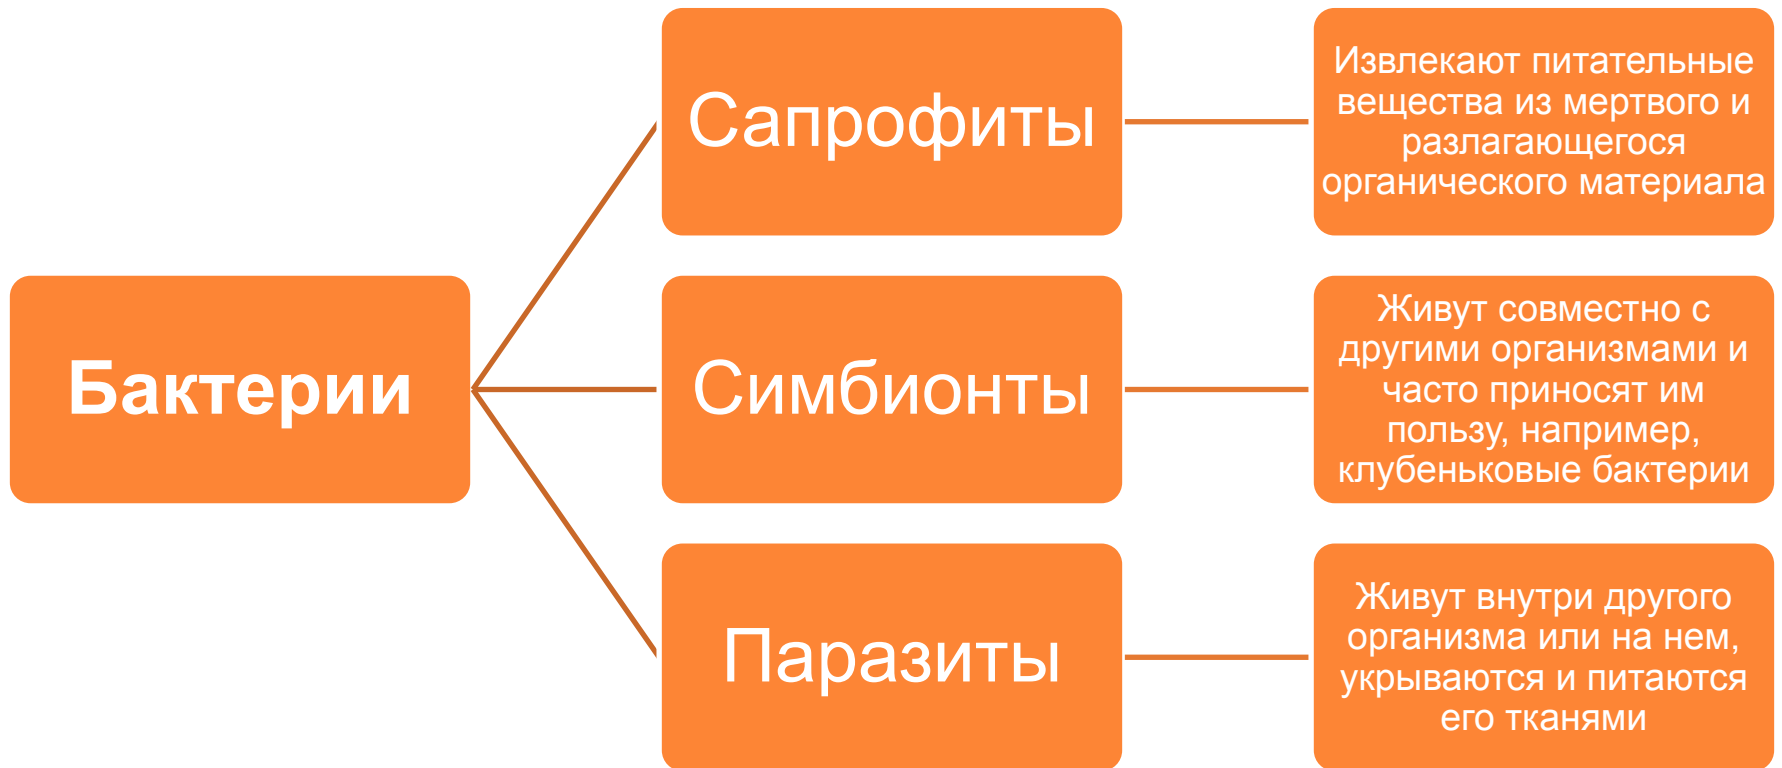 Бактерии
Сапрофиты
Извлекают питательные
вещества из мертвого и
разлагающегося
органического материала
Симбионты
Живут совместно с
другими организмами и
часто приносят им
пользу, например,
клубеньковые бактерии
Паразиты
Живут внутри другого
организма или на нем,
укрываются и питаются
его тканями